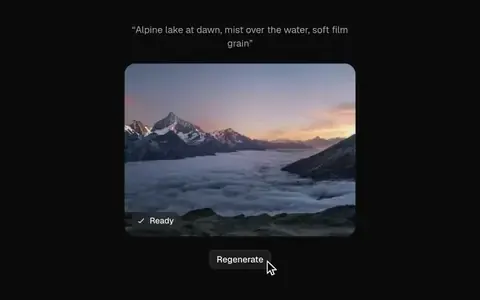 “Alpine lake at dawn, mist over the water, soft film
grain”
Ready
Regenerate